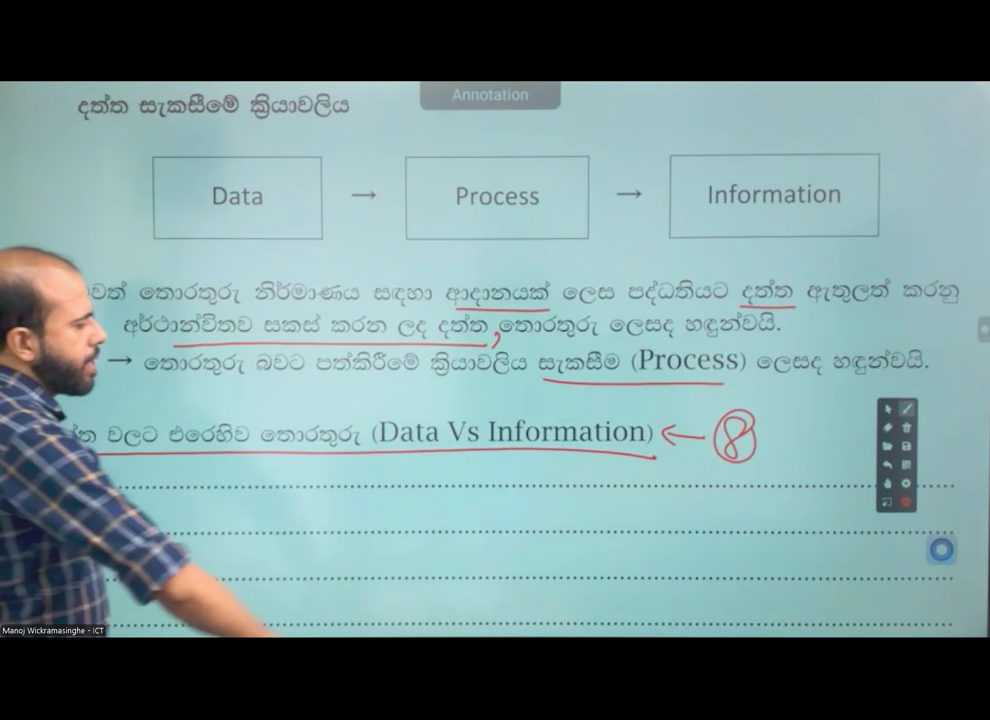 Annotation
දත්ත සැකසීමේ ක්‍රියාවලිය
Data → Process → Information
තොරතුරු නිර්මාණය සඳහා ආදානයක් ලෙස පද්ධතියට දත්ත ඇතුලත් කරනු
අර්ථාන්විතව සකස් කරන ලද දත්ත, තොරතුරු ලෙසද හඳුන්වයි.
→ තොරතුරු බවට පත්කිරීමේ ක්‍රියාවලිය සැකසීම (Process) ලෙසද හඳුන්වයි.
වලට එරෙහිව තොරතුරු (Data Vs Information) ← 8
Manoj Wickramasinghe - ICT